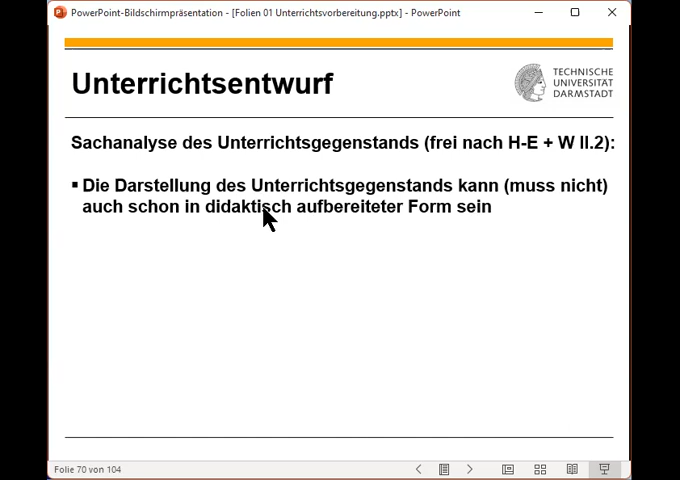 PowerPoint-Bildschirmpräsentation - [Folien 01 Unterrichtsvorbereitung.pptx] - PowerPoint
Unterrichtsentwurf
TECHNISCHE
UNIVERSITÄT
DARMSTADT
Sachanalyse des Unterrichtsgegenstands (frei nach H-E + W II.2):
▪ Die Darstellung des Unterrichtsgegenstands kann (muss nicht)
auch schon in didaktisch aufbereiteter Form sein
Folie 70 von 104